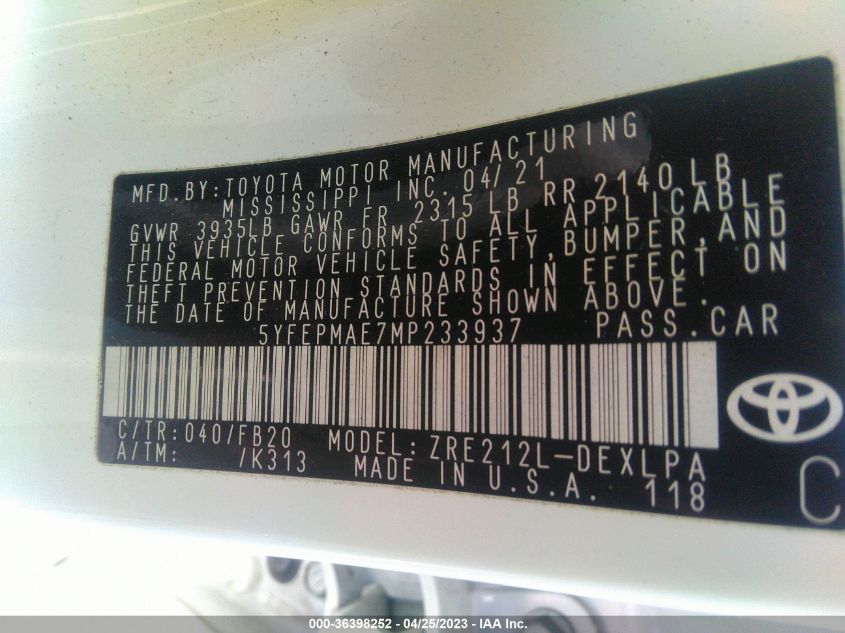 MFD.BY:TOYOTA MOTOR MANUFACTURING
MISSISSIPPI INC. 04/21
GVWR 3935LB GAWR FR 2315 LB RR 2140 LB
THIS VEHICLE CONFORMS TO ALL APPLICABLE
FEDERAL MOTOR VEHICLE SAFETY,BUMPER,AND
THEFT PREVENTION STANDARDS IN EFFECT ON
THE DATE OF MANUFACTURE SHOWN ABOVE.
5YFEPMAE7MP233937 PASS.CAR
C/TR:040/FB20 MODEL:ZRE212L-DEXLPA
A/TM: /K313 MADE IN U.S.A. 118
C
000-36398252 - 04/25/2023 - IAA Inc.